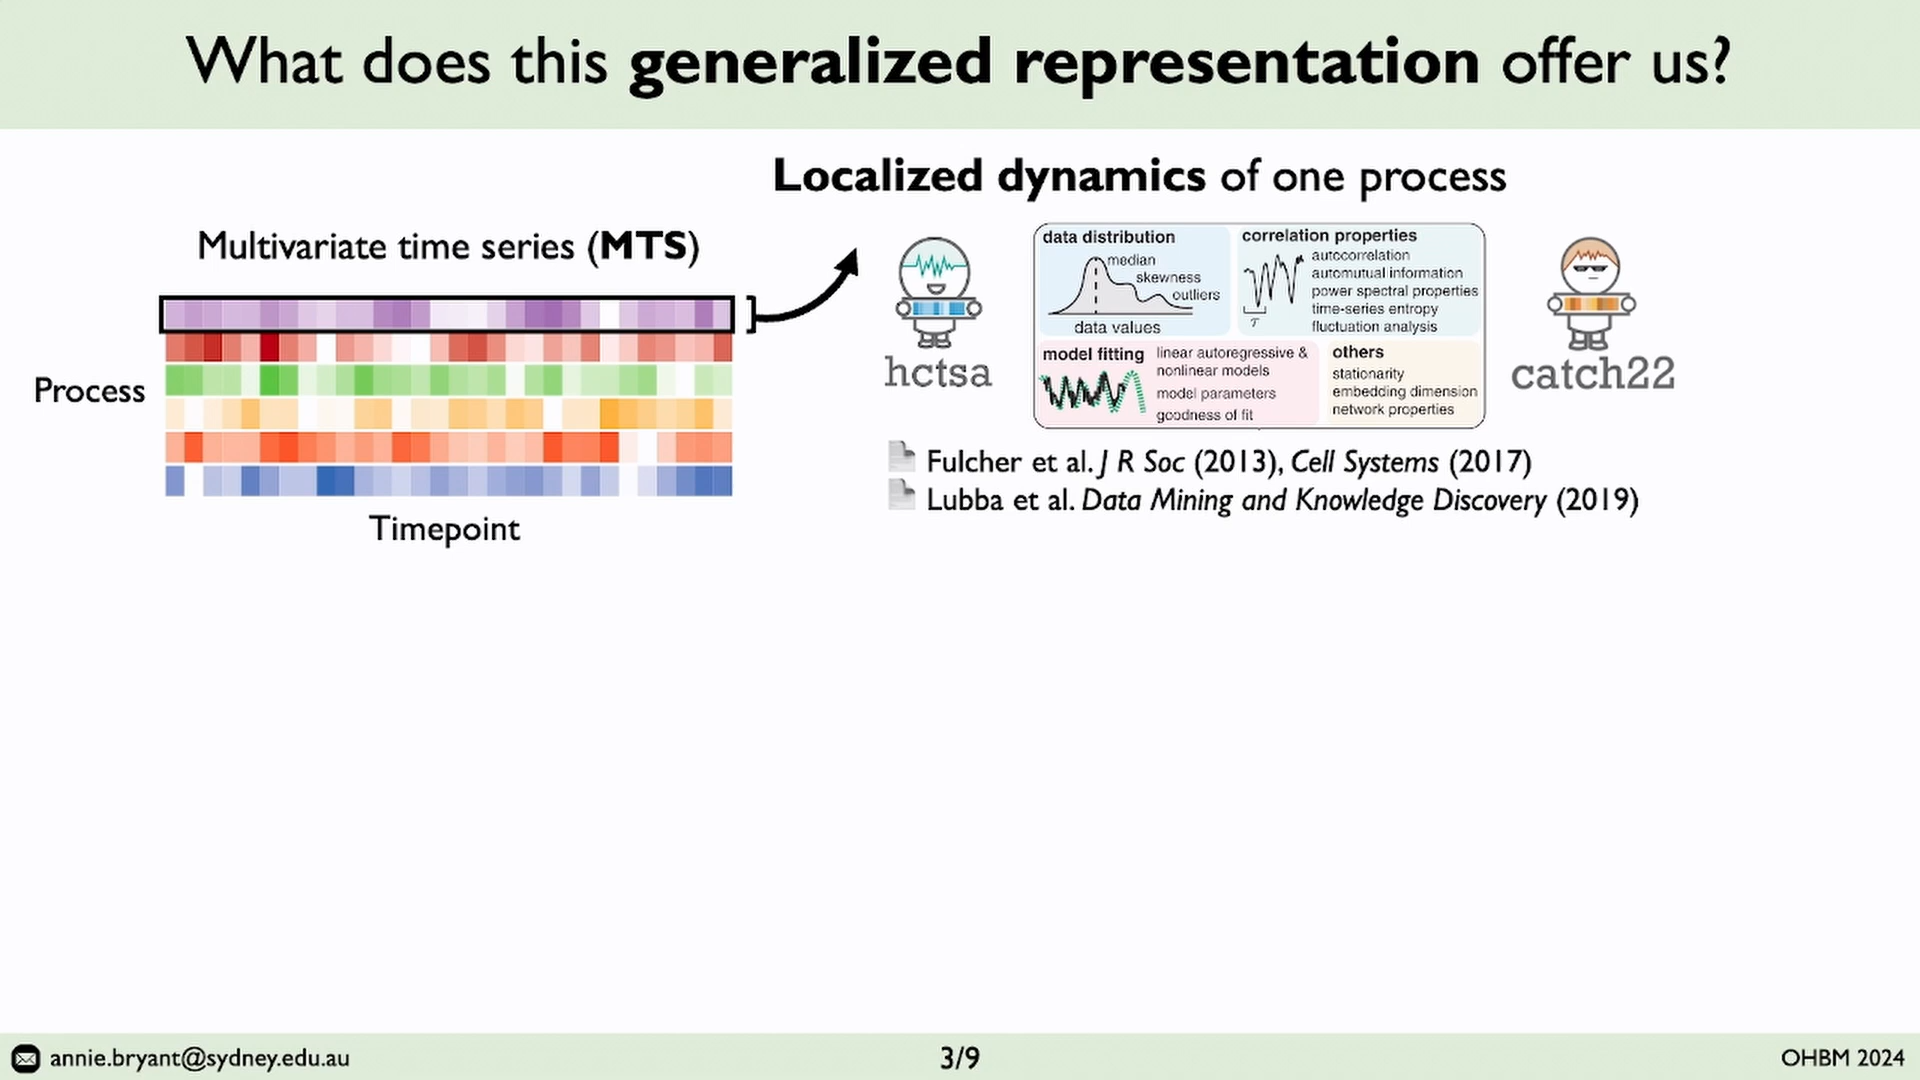 What does this generalized representation offer us?
Localized dynamics of one process
Multivariate time series (MTS)
Process
Timepoint
hctsa
data distribution
median
skewness
outliers
data values
correlation properties
autocorrelation
automutual information
power spectral properties
time-series entropy
fluctuation analysis
τ
model fitting
linear autoregressive &
nonlinear models
model parameters
goodness of fit
others
stationarity
embedding dimension
network properties
catch22
Fulcher et al. J R Soc (2013), Cell Systems (2017)
Lubba et al. Data Mining and Knowledge Discovery (2019)
annie.bryant@sydney.edu.au
3/9
OHBM 2024